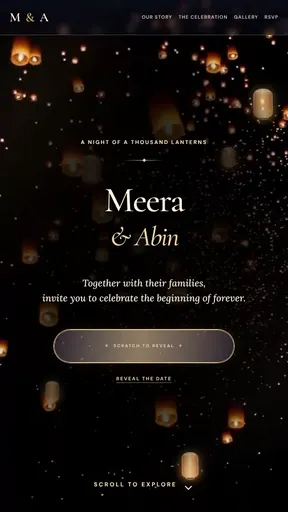 M & A
OUR STORY THE CELEBRATION GALLERY RSVP
A NIGHT OF A THOUSAND LANTERNS
Meera
& Abin
Together with their families,
invite you to celebrate the beginning of forever.
SCRATCH TO REVEAL
REVEAL THE DATE
SCROLL TO EXPLORE